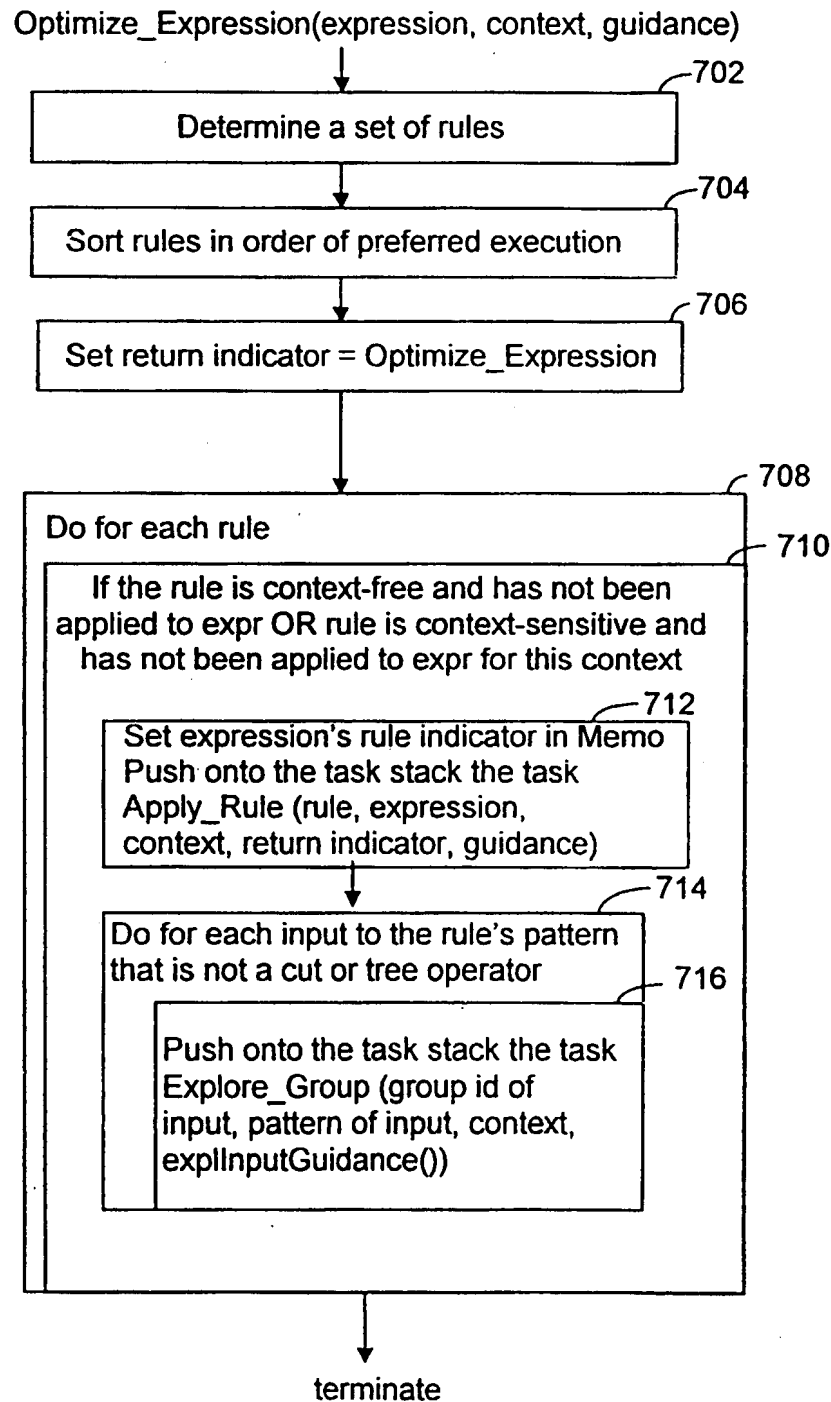 Optimize_Expression(expression, context, guidance)
702
Determine a set of rules
704
Sort rules in order of preferred execution
706
Set return indicator = Optimize_Expression
708
Do for each rule
710
If the rule is context-free and has not been
applied to expr OR rule is context-sensitive and
has not been applied to expr for this context
712
Set expression's rule indicator in Memo
Push onto the task stack the task
Apply_Rule (rule, expression,
context, return indicator, guidance)
714
Do for each input to the rule's pattern
that is not a cut or tree operator
716
Push onto the task stack the task
Explore_Group (group id of
input, pattern of input, context,
explInputGuidance())
terminate